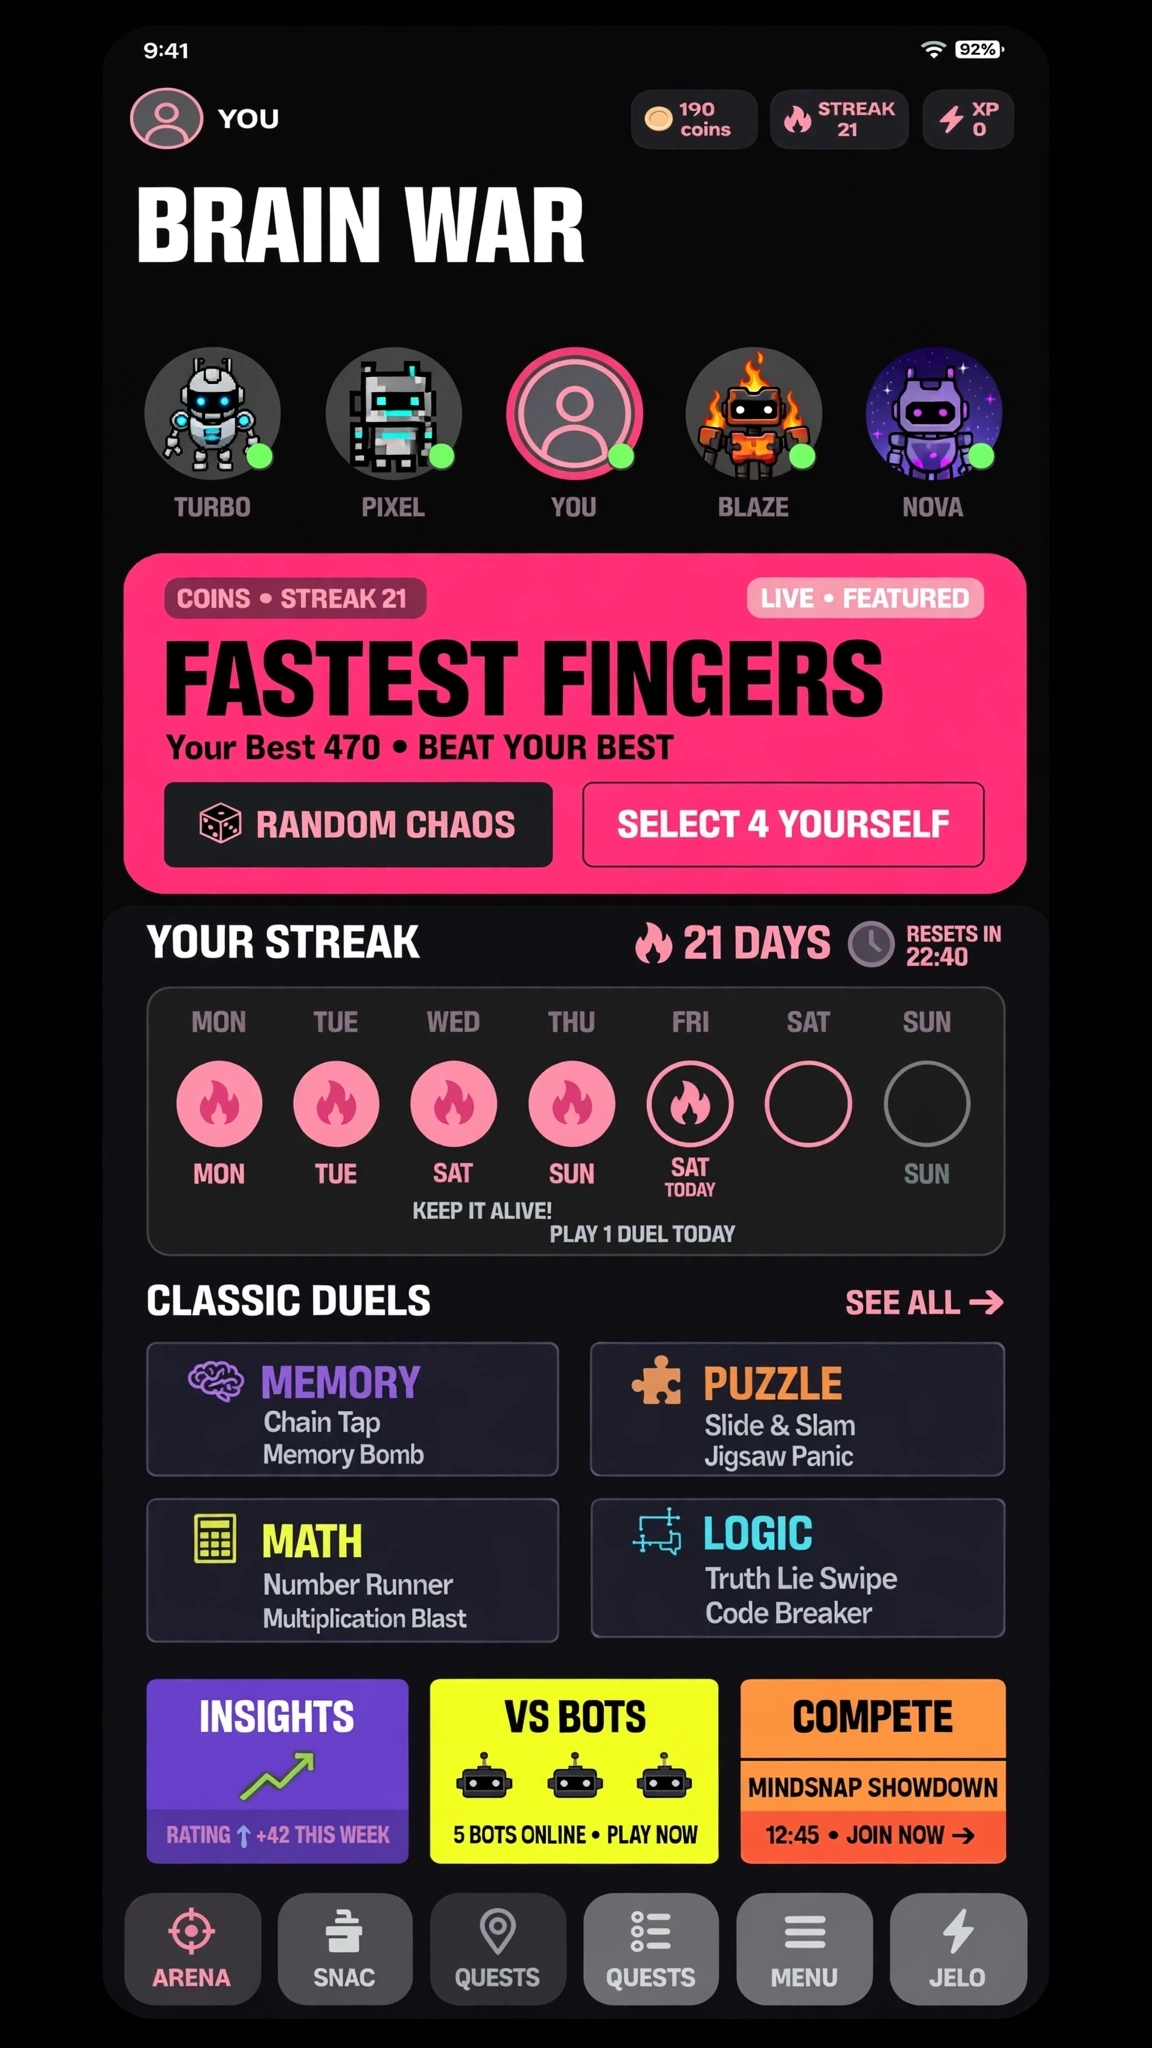 9:41
92%
YOU
190 coins
STREAK 21
XP 0
BRAIN WAR
TURBO
PIXEL
YOU
BLAZE
NOVA
COINS • STREAK 21
LIVE • FEATURED
FASTEST FINGERS
Your Best 470 • BEAT YOUR BEST
RANDOM CHAOS
SELECT 4 YOURSELF
YOUR STREAK
21 DAYS
RESETS IN
22:40
MON TUE WED THU FRI SAT SUN
MON TUE SAT SUN SAT SUN
TODAY
KEEP IT ALIVE!
PLAY 1 DUEL TODAY
CLASSIC DUELS
SEE ALL →
MEMORY
Chain Tap
Memory Bomb
PUZZLE
Slide & Slam
Jigsaw Panic
MATH
Number Runner
Multiplication Blast
LOGIC
Truth Lie Swipe
Code Breaker
INSIGHTS
RATING ↑ +42 THIS WEEK
VS BOTS
5 BOTS ONLINE • PLAY NOW
COMPETE
MINDSNAP SHOWDOWN
12:45 • JOIN NOW →
ARENA
SNAC
QUESTS
QUESTS
MENU
JELO